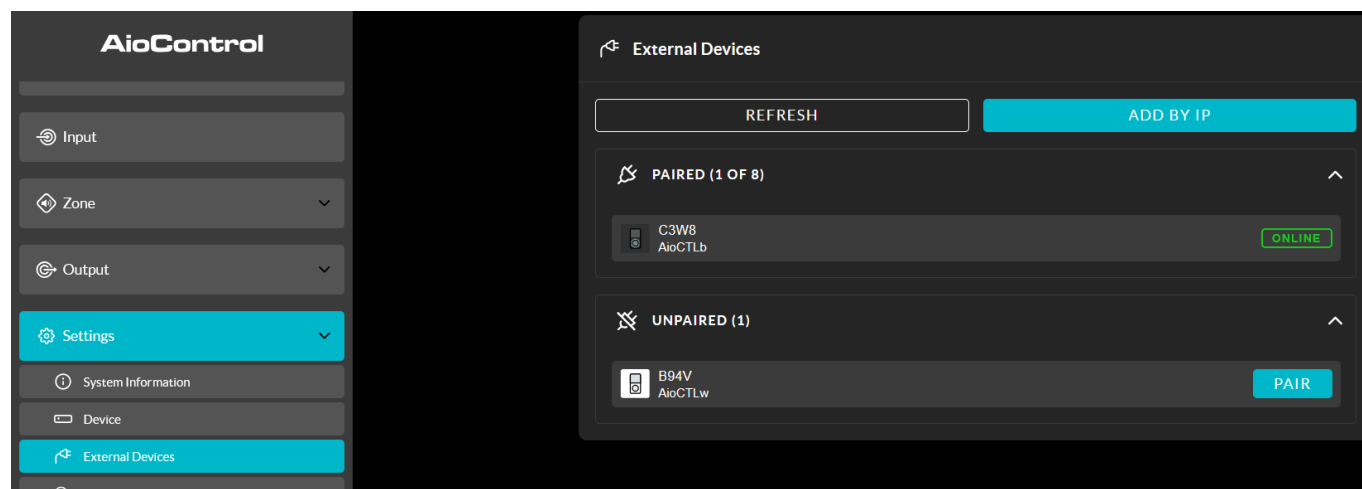 AioControl
Input
Zone
Output
Settings
System Information
Device
External Devices
External Devices
REFRESH
ADD BY IP
PAIRED (1 OF 8)
C3W8
AioCTLb
ONLINE
UNPAIRED (1)
B94V
AioCTLw
PAIR